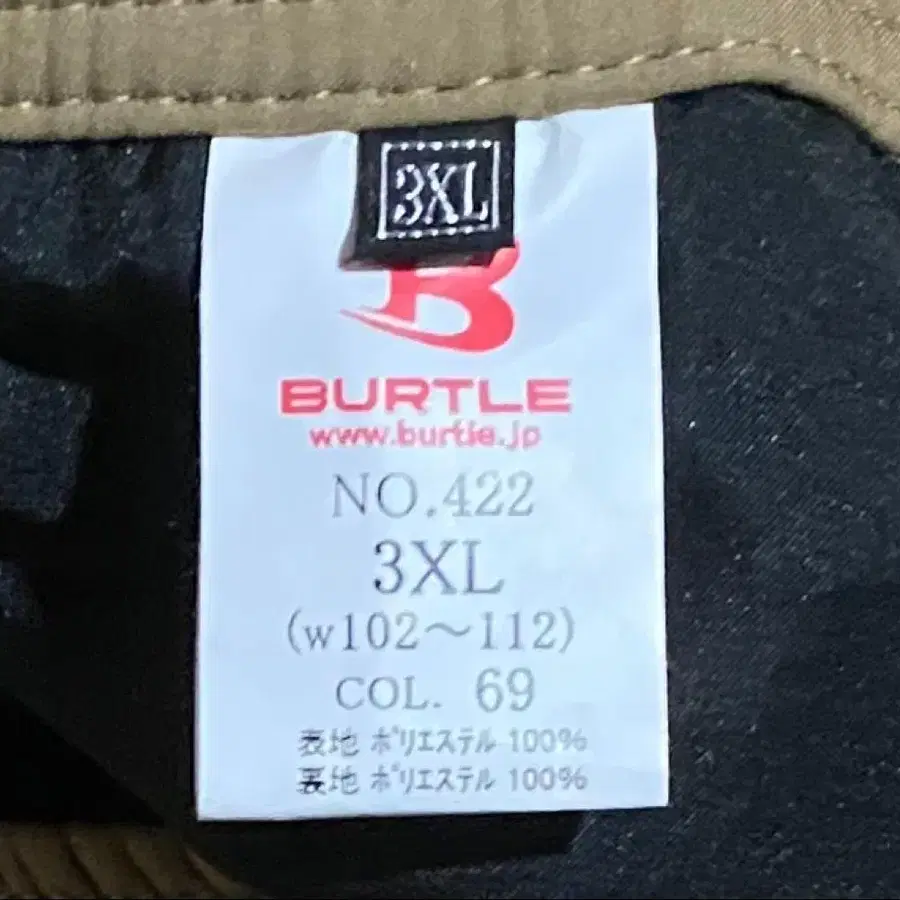 3XL
B
BURTLE
www.burtle.jp
NO.422
3XL
(w102～112)
COL. 69
表地 ポリエステル 100%
裏地 ポリエステル 100%